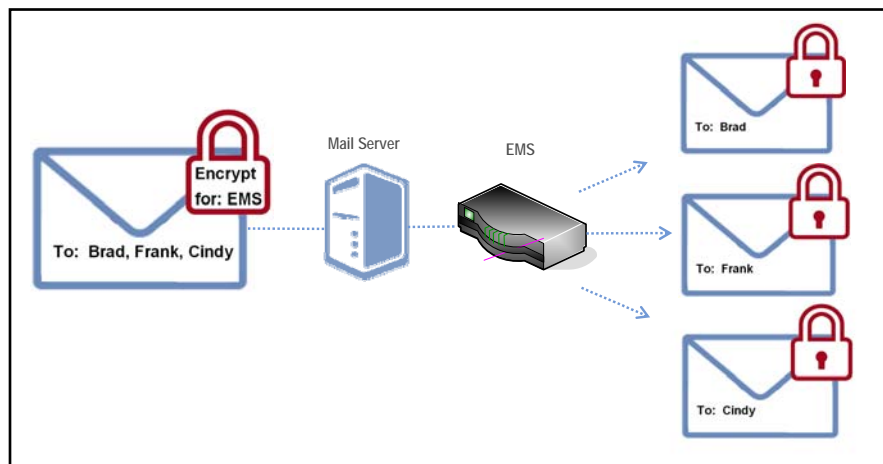 Encrypt
for: EMS
To: Brad, Frank, Cindy
Mail Server
EMS
To: Brad
To: Frank
To: Cindy